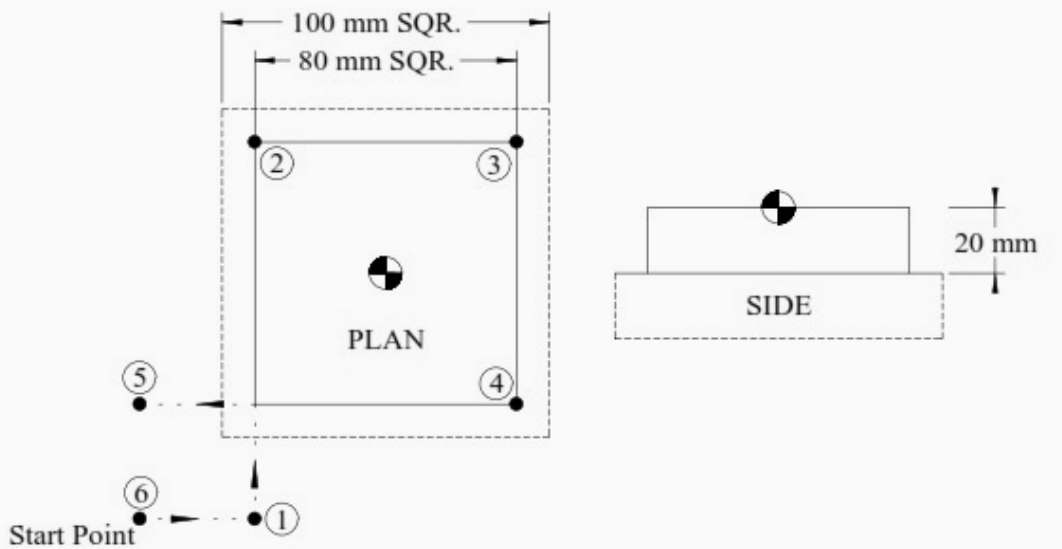 100 mm SQR.
80 mm SQR.
2
3
20 mm
SIDE
PLAN
5
4
6
1
Start Point